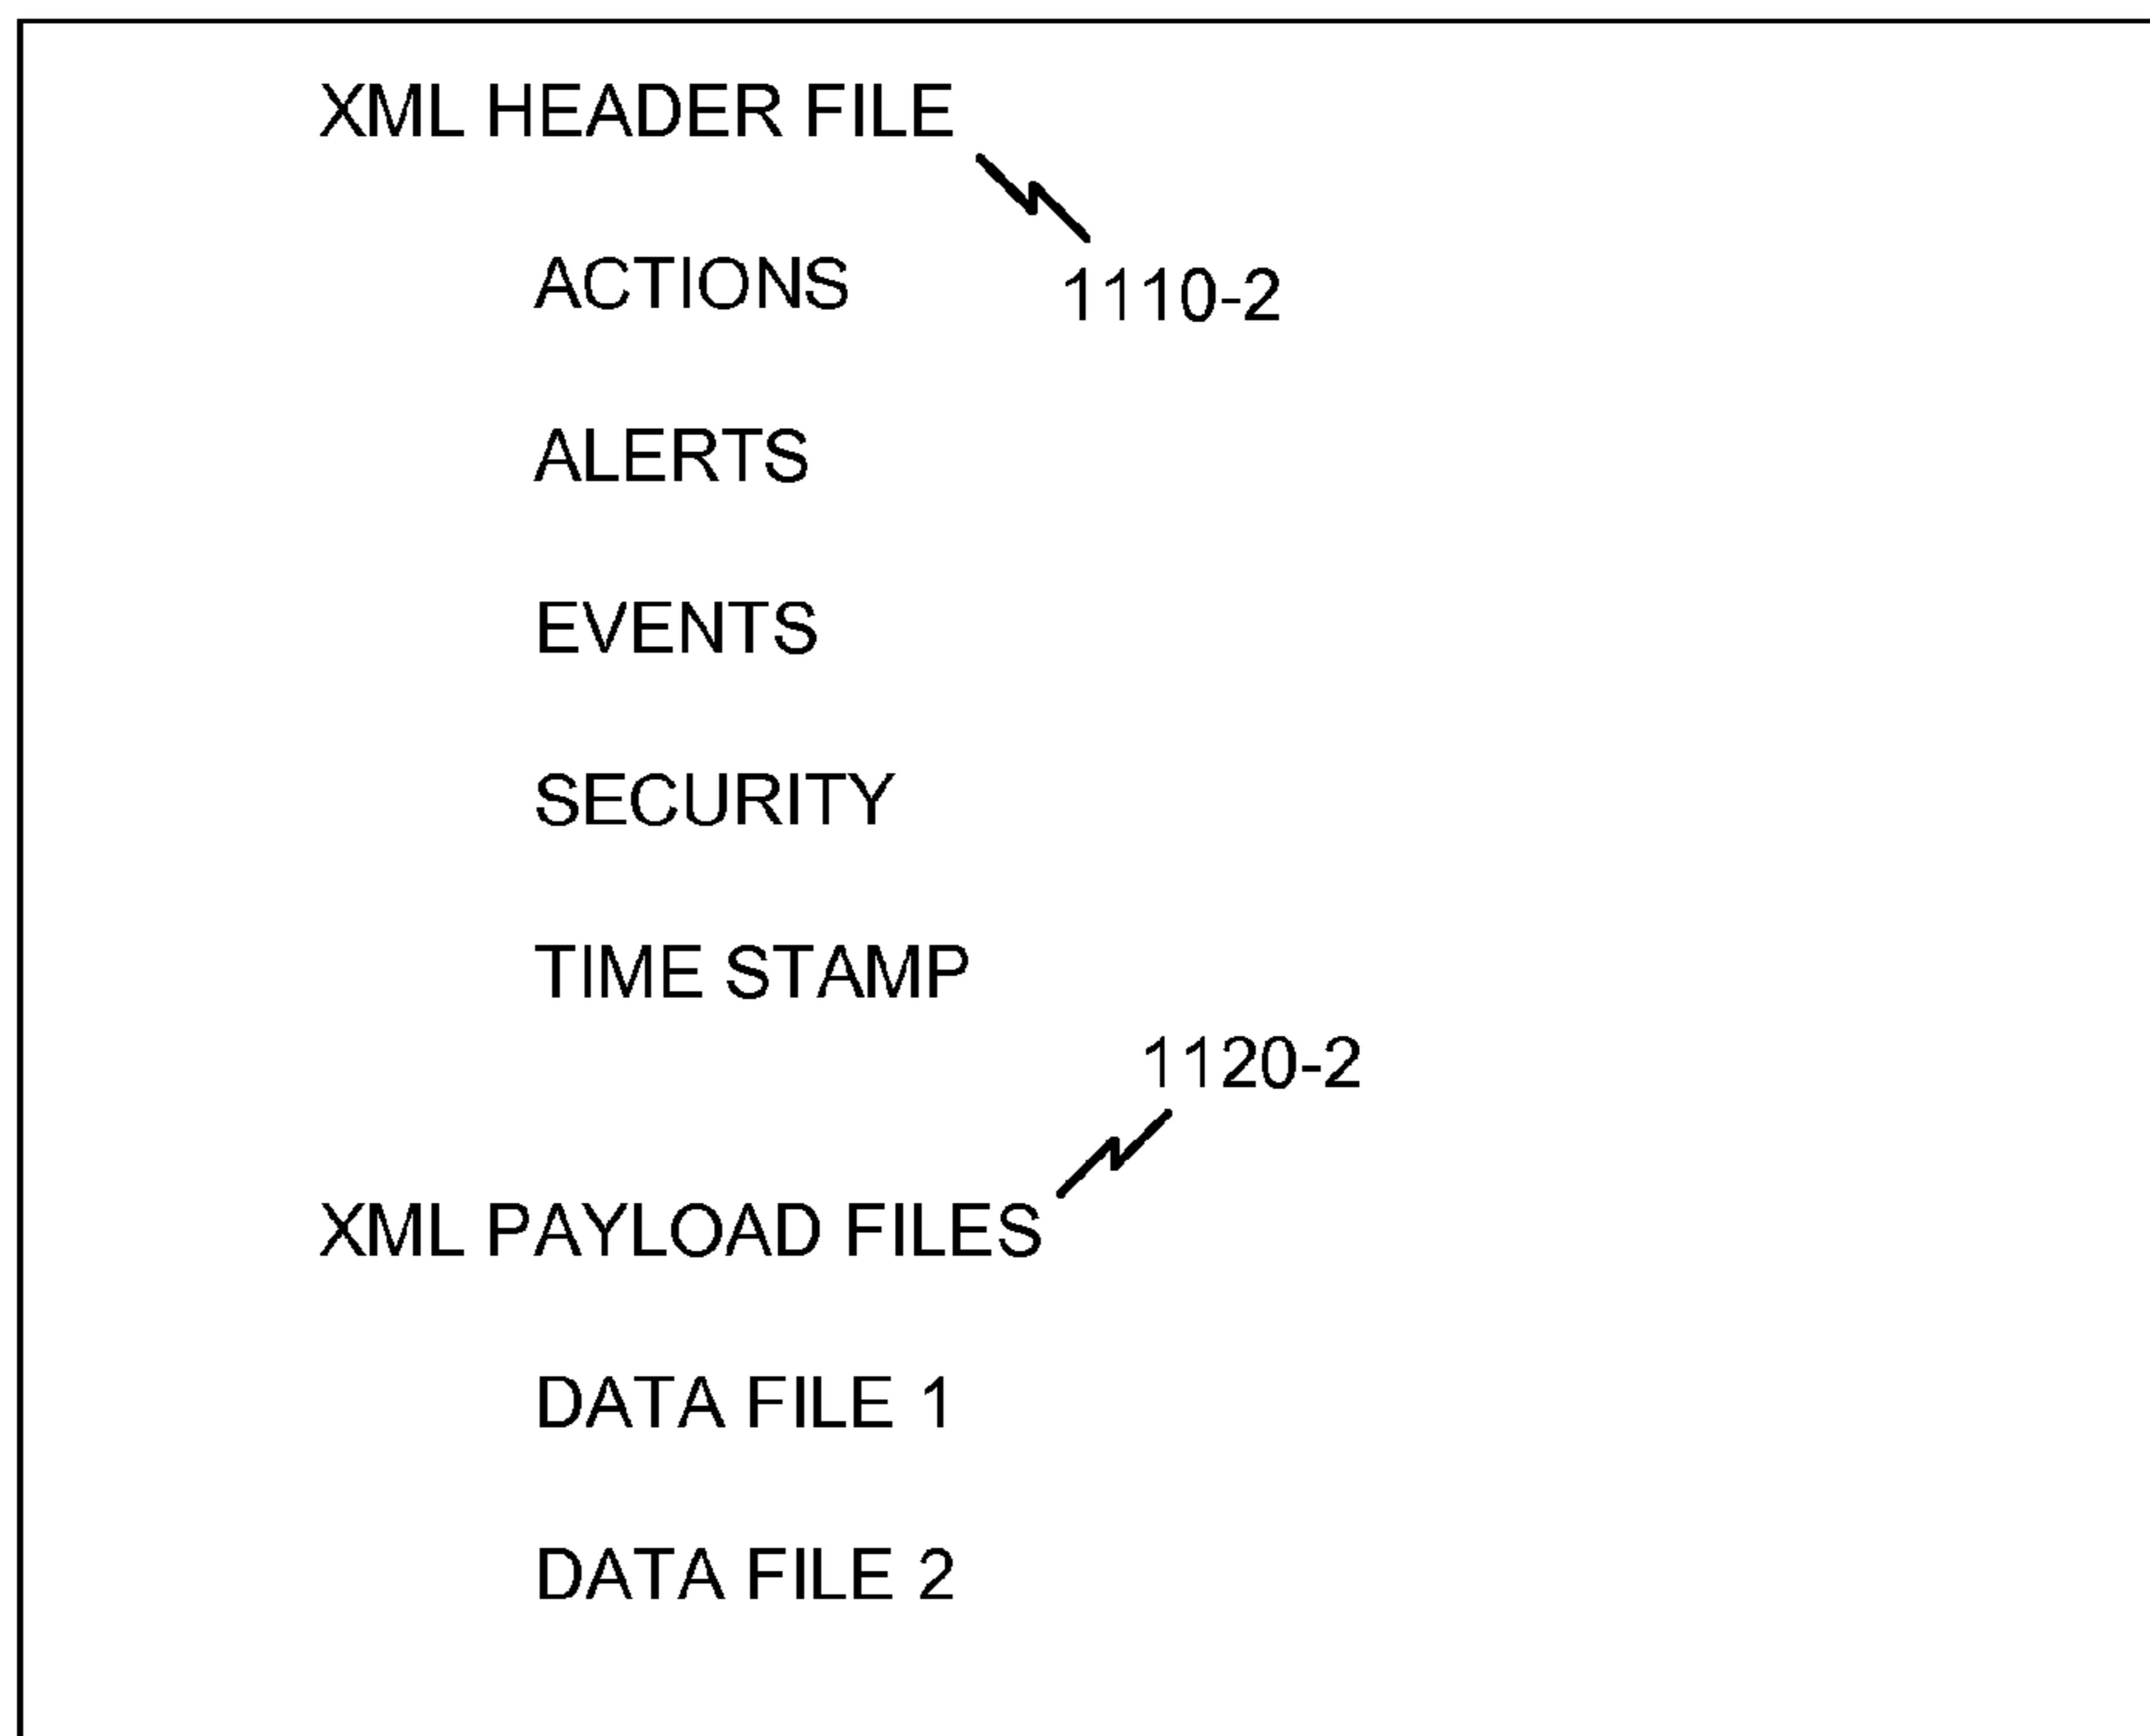 XML HEADER FILE
ACTIONS
1110-2
ALERTS
EVENTS
SECURITY
TIME STAMP
1120-2
XML PAYLOAD FILES
DATA FILE 1
DATA FILE 2